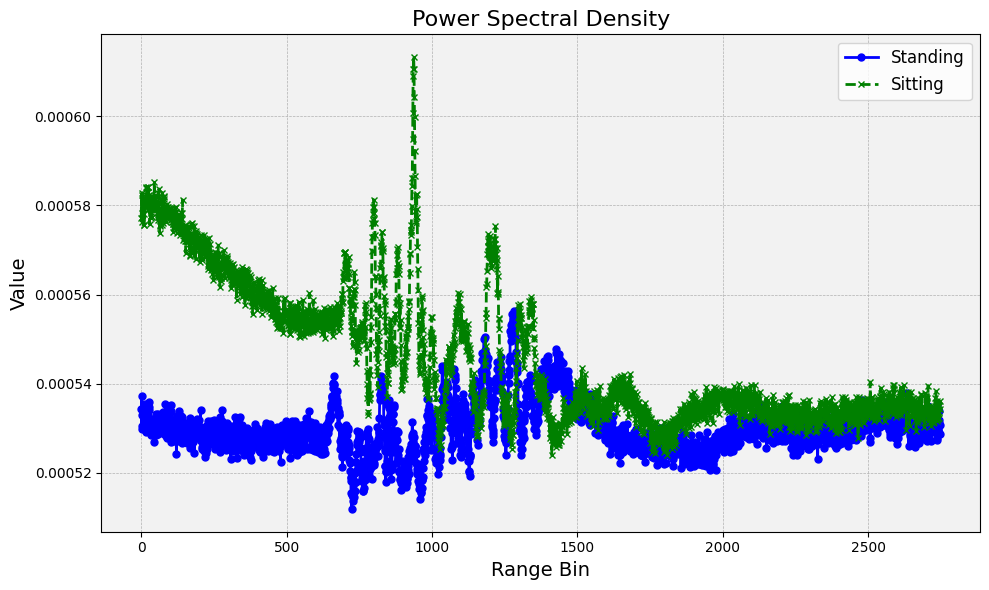 Power Spectral Density
Standing
Sitting
Value
0.00060
0.00058
0.00056
0.00054
0.00052
0
500
1000
1500
2000
2500
Range Bin